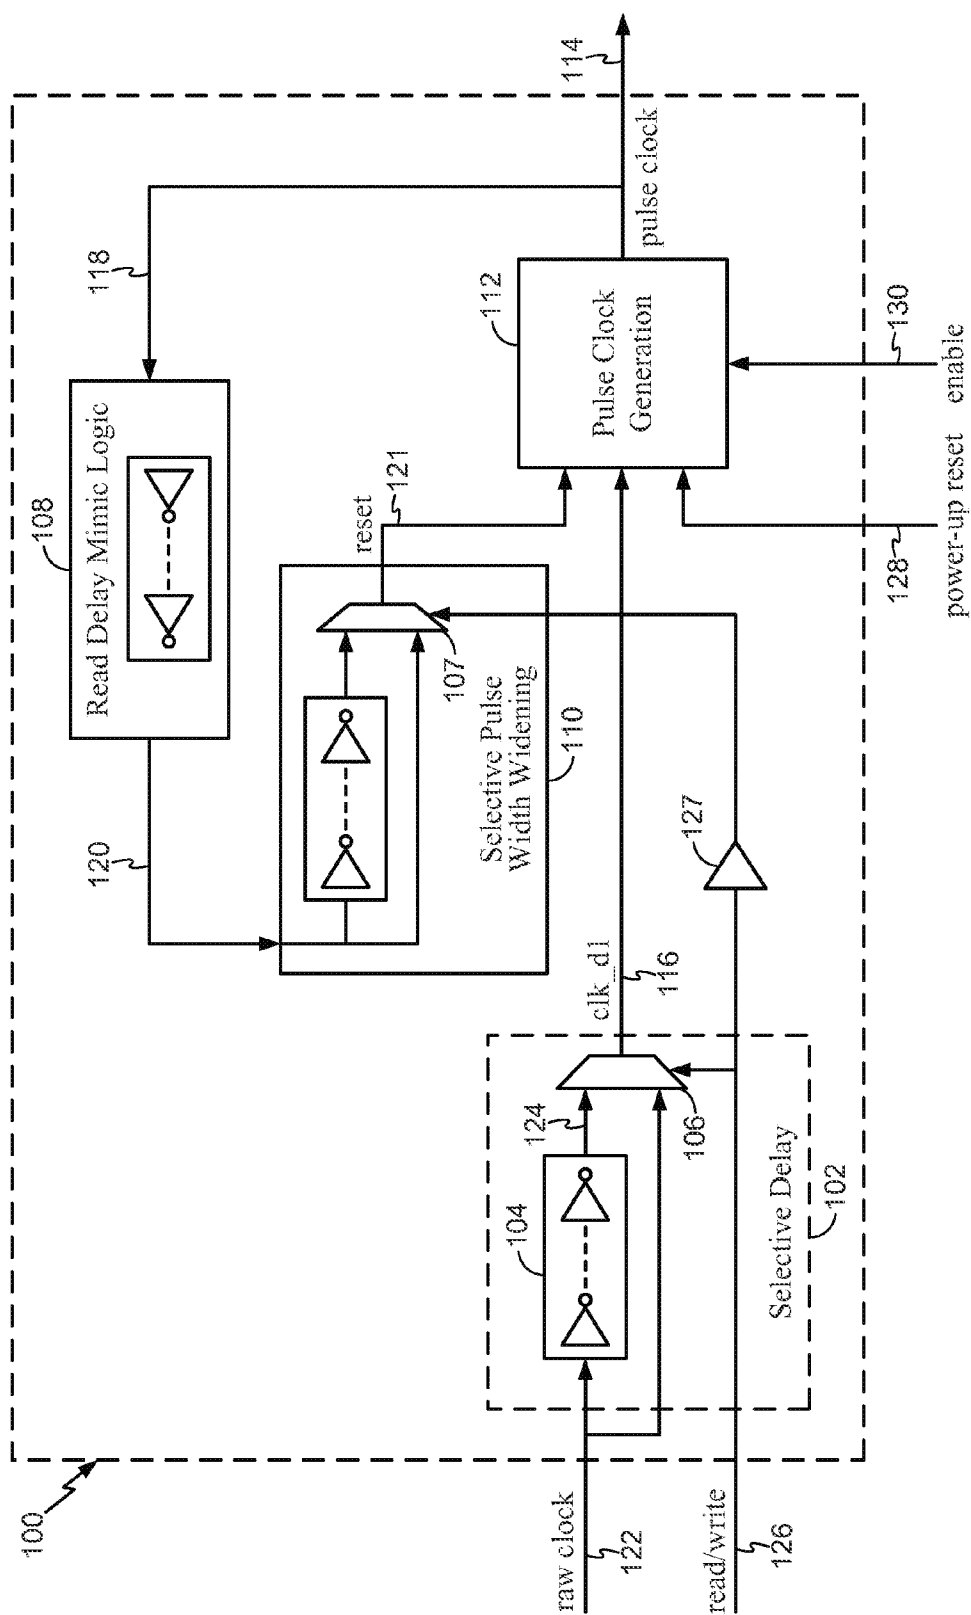 100
118
114
pulse clock
108
Read Delay Mimic Logic
120
reset
121
112
Pulse Clock
Generation
107
Selective Pulse
Width Widening
110
clk_d1
116
124
104
106
Selective Delay
102
127
raw clock
122
read/write
126
128
power-up reset
130
enable